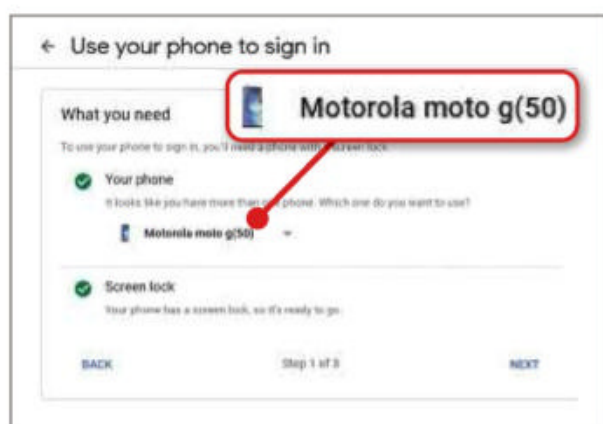 ← Use your phone to sign in
Motorola moto g(50)
What you need
To use your phone to sign in, you'll need a phone with a screen lock.
Your phone
It looks like you have more than one phone. Which one do you want to use?
Motorola moto g(50)
Screen lock
Your phone has a screen lock, so it's ready to go.
BACK Step 1 of 3 NEXT